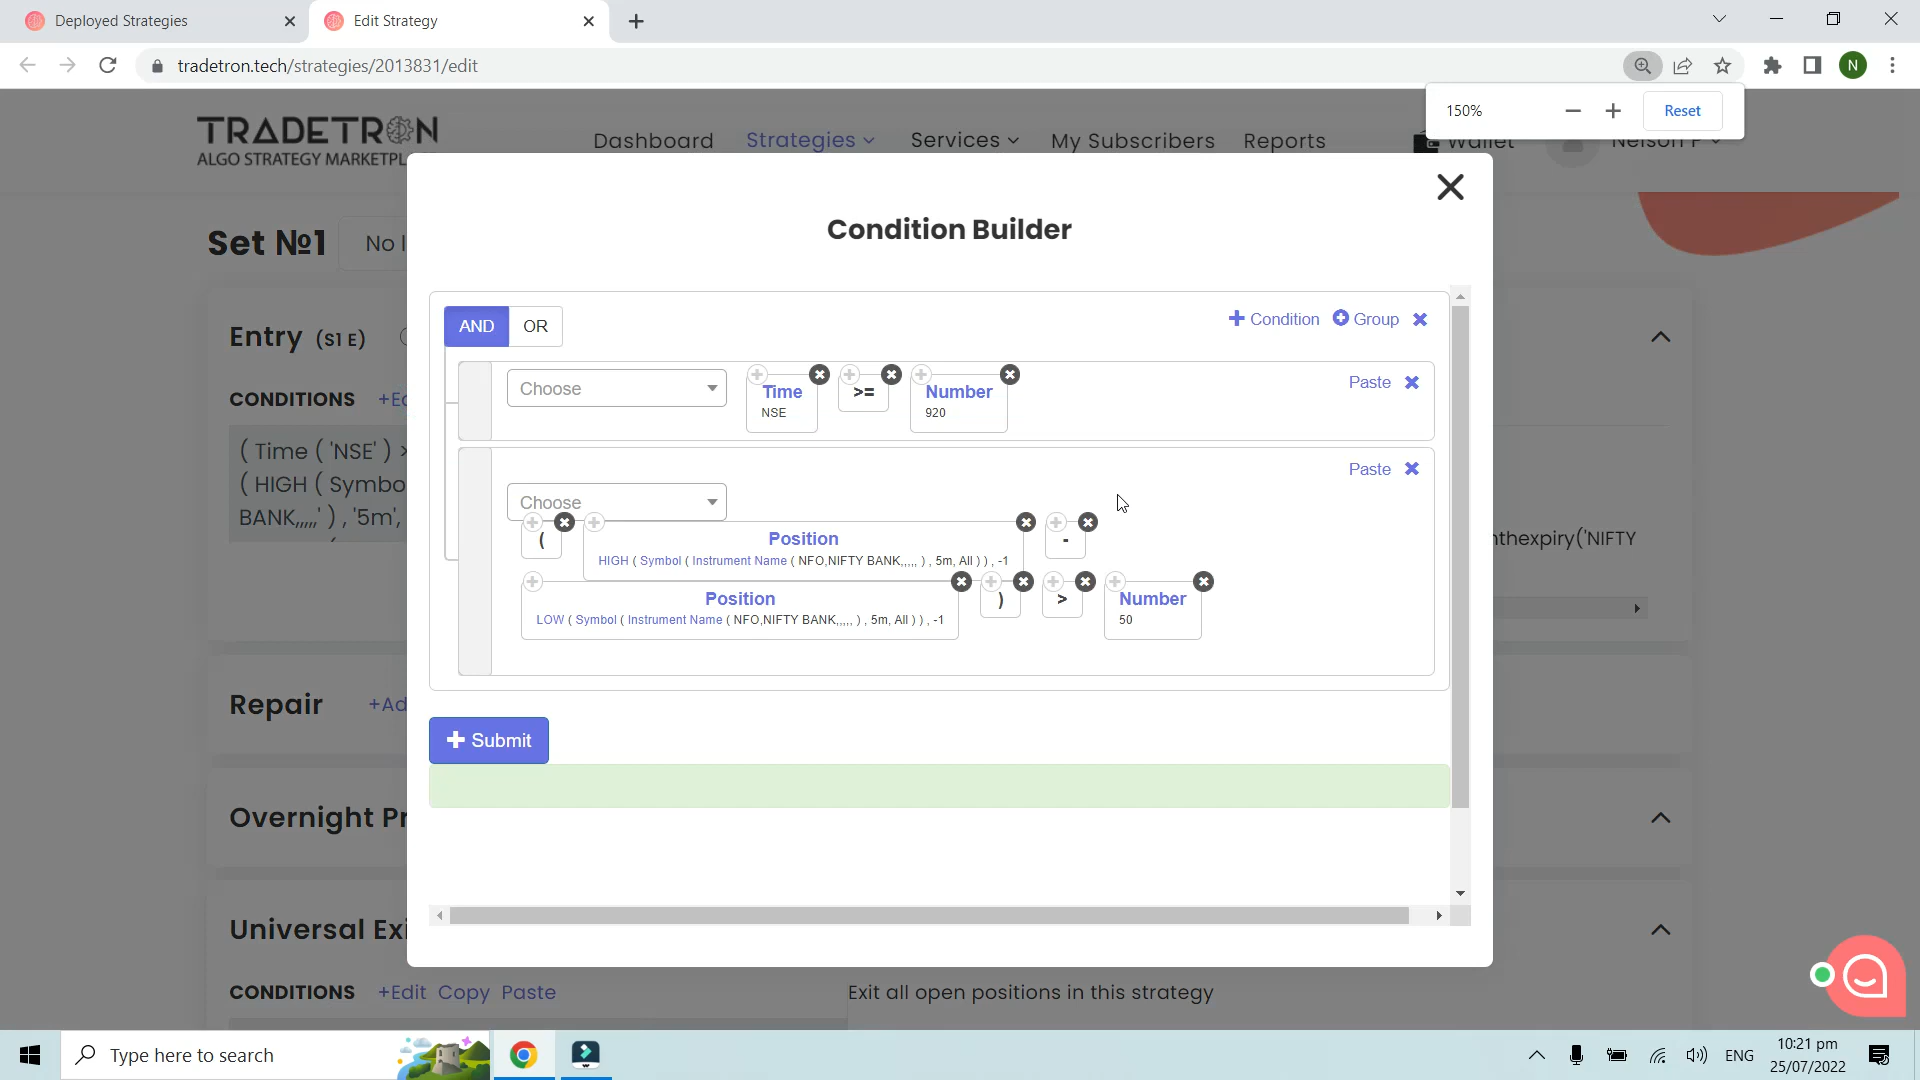 Deployed Strategies
Edit Strategy
tradetron.tech/strategies/2013831/edit
N
150%
Reset
TRADETRON
ALGO STRATEGY MARKETPL
Dashboard
Strategies
Services
My Subscribers
Reports
Wallet
Nelson P
Condition Builder
Set №1
No l
AND
OR
Condition
Group
Entry (S1 E)
Choose
Time
NSE
>=
Number
920
Paste
CONDITIONS
+Ed
( Time ( 'NSE' ) >
( HIGH ( Symbo
BANK,,,,,' ) , '5m',
Paste
Choose
(
Position
HIGH ( Symbol ( Instrument Name ( NFO,NIFTY BANK,,,,, ) , 5m, All ) ) , -1
-
nthexpiry('NIFTY
Position
LOW ( Symbol ( Instrument Name ( NFO,NIFTY BANK,,,,, ) , 5m, All ) ) , -1
)
>
Number
50
Repair
+Ad
Submit
Overnight Pr
Universal Exi
CONDITIONS
+Edit Copy Paste
Exit all open positions in this strategy
Type here to search
ENG
10:21 pm
25/07/2022